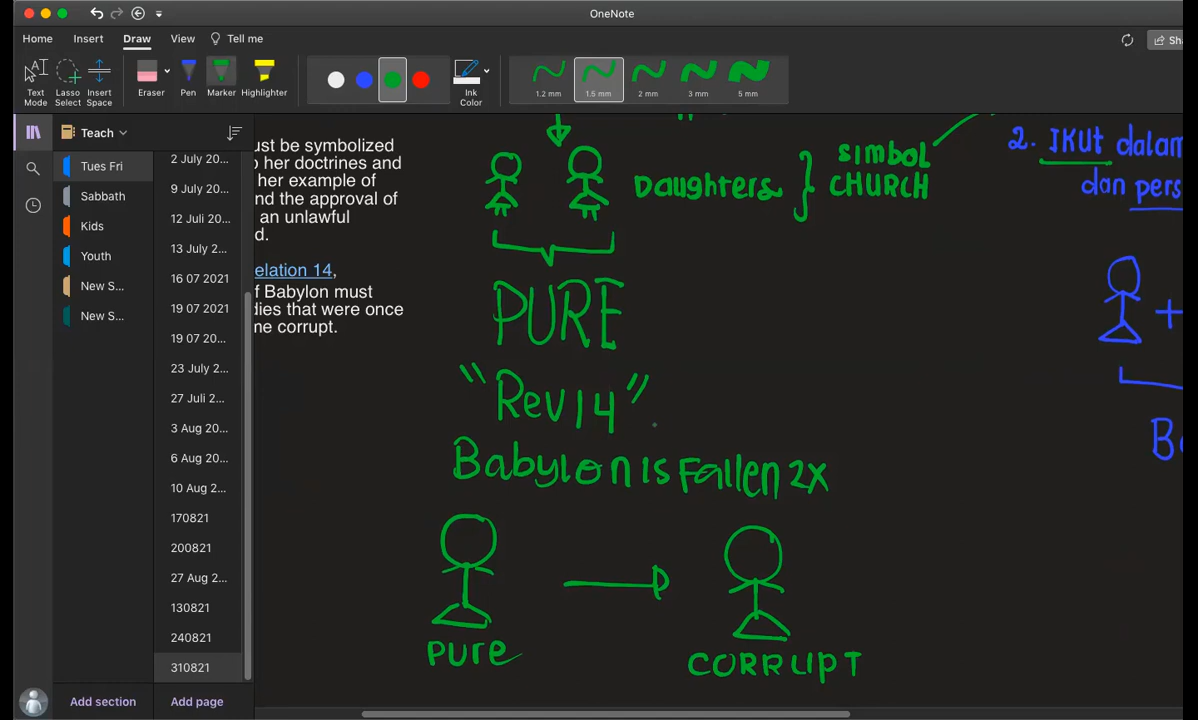 OneNote
Home Insert Draw View Tell me
Sha
Text Mode
Lasso Select
Insert Space
Eraser
Pen
Marker
Highlighter
Ink Color
1.2 mm
1.5 mm
2 mm
3 mm
5 mm
Teach
Tues Fri
Sabbath
Kids
Youth
New S...
New S...
2 July 20...
9 July 20...
12 Juli 20...
13 July 2...
16 07 2021
19 07 2021
19 07 20...
23 July 2...
27 Juli 2...
3 Aug 20...
6 Aug 20...
10 Aug 2...
170821
200821
27 Aug 2...
130821
240821
310821
Add section
Add page
ust be symbolized
her doctrines and
her example of
nd the approval of
an unlawful
d.
elation 14,
f Babylon must
dies that were once
me corrupt.
Daughters } simbol
CHURCH
PURE
"Rev 14"
Babylon is Fallen 2x
Pure
CORRUPT
2. IKUt dalam
dan pers
+